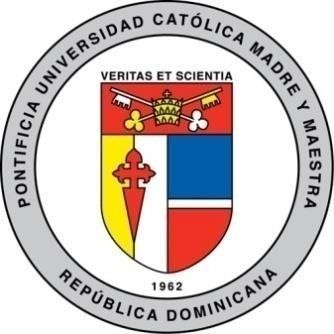 PONTIFICIA UNIVERSIDAD CATÓLICA MADRE Y MAESTRA
VERITAS ET SCIENTIA
1962
REPÚBLICA DOMINICANA